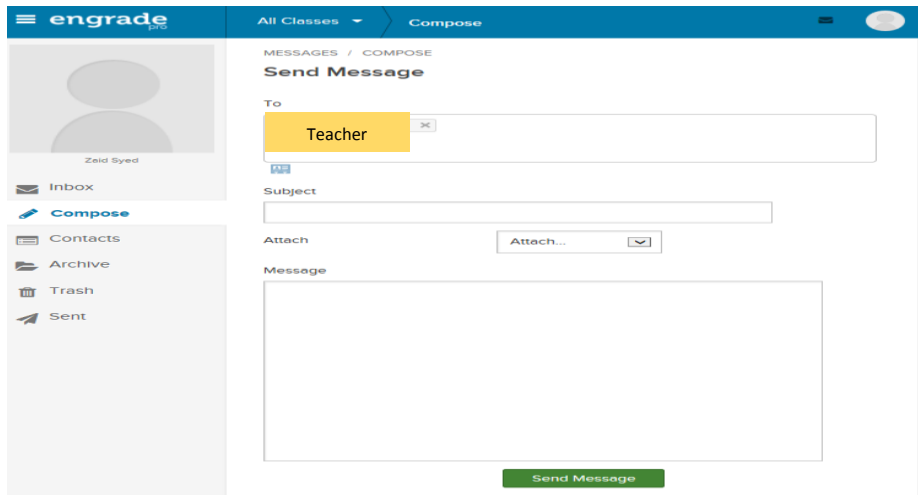 engrade
pro
All Classes
Compose
MESSAGES / COMPOSE
Send Message
To
Teacher
Zaid Syed
Inbox
Compose
Contacts
Archive
Trash
Sent
Subject
Attach
Attach...
Message
Send Message